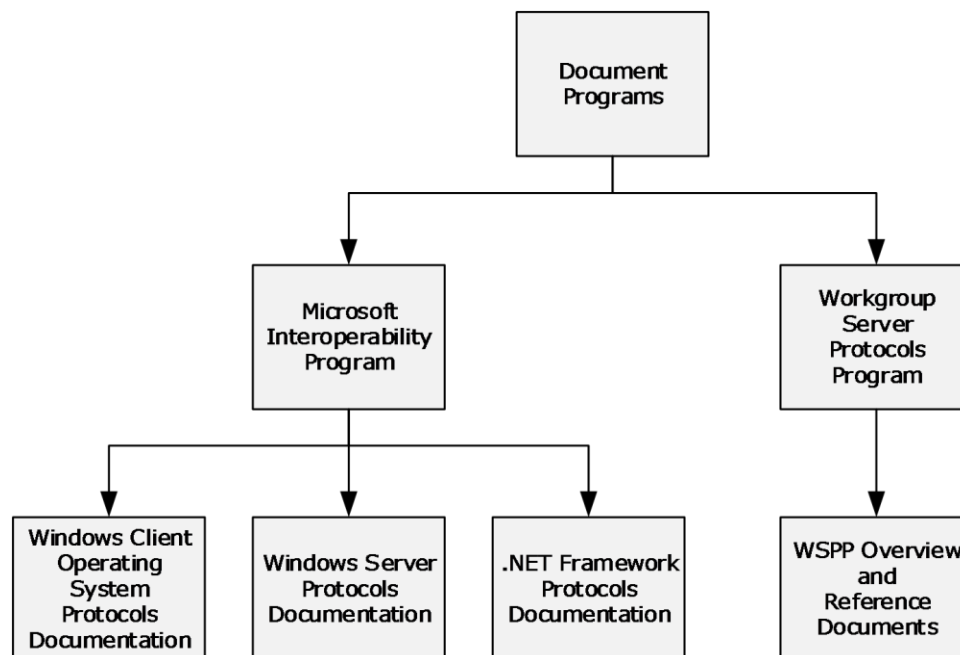 Document
Programs
Microsoft
Interoperability
Program
Workgroup
Server
Protocols
Program
Windows Client
Operating
System
Protocols
Documentation
Windows Server
Protocols
Documentation
.NET Framework
Protocols
Documentation
WSPP Overview
and
Reference
Documents